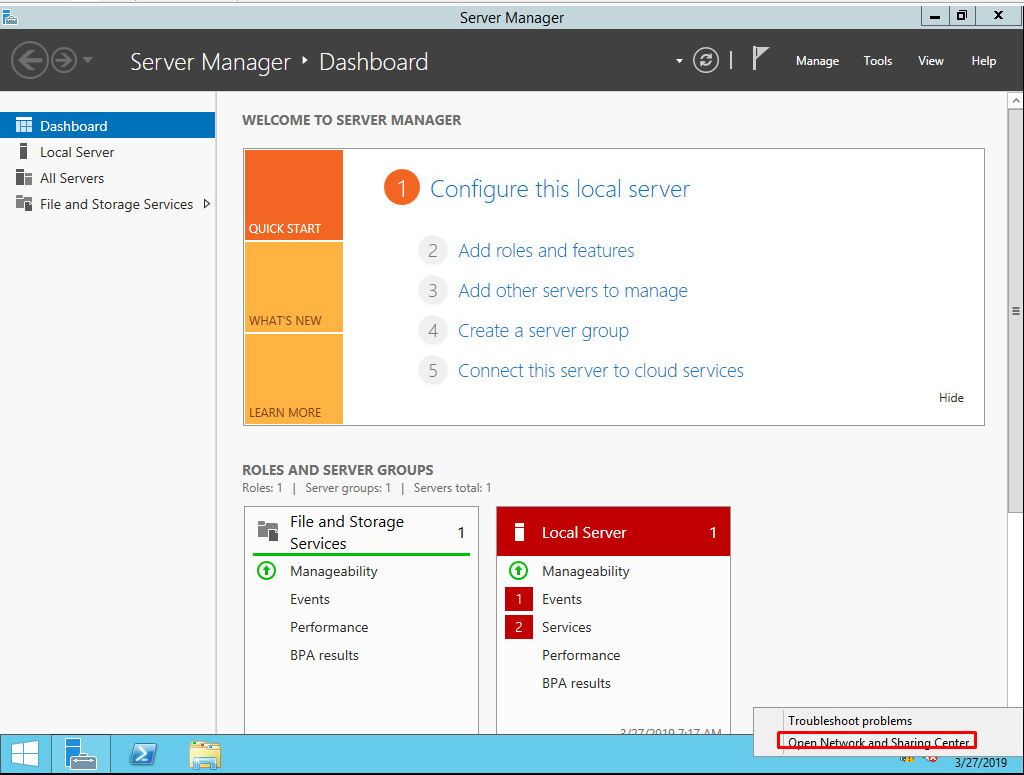 Server Manager
Server Manager ‣ Dashboard
Manage
Tools
View
Help
Dashboard
Local Server
All Servers
File and Storage Services
WELCOME TO SERVER MANAGER
QUICK START
WHAT'S NEW
LEARN MORE
1 Configure this local server
2 Add roles and features
3 Add other servers to manage
4 Create a server group
5 Connect this server to cloud services
Hide
ROLES AND SERVER GROUPS
Roles: 1 | Server groups: 1 | Servers total: 1
File and Storage
Services
1
Manageability
Events
Performance
BPA results
Local Server 1
Manageability
1 Events
2 Services
Performance
BPA results
3/27/2019 7:17 AM
Troubleshoot problems
Open Network and Sharing Center
3/27/2019